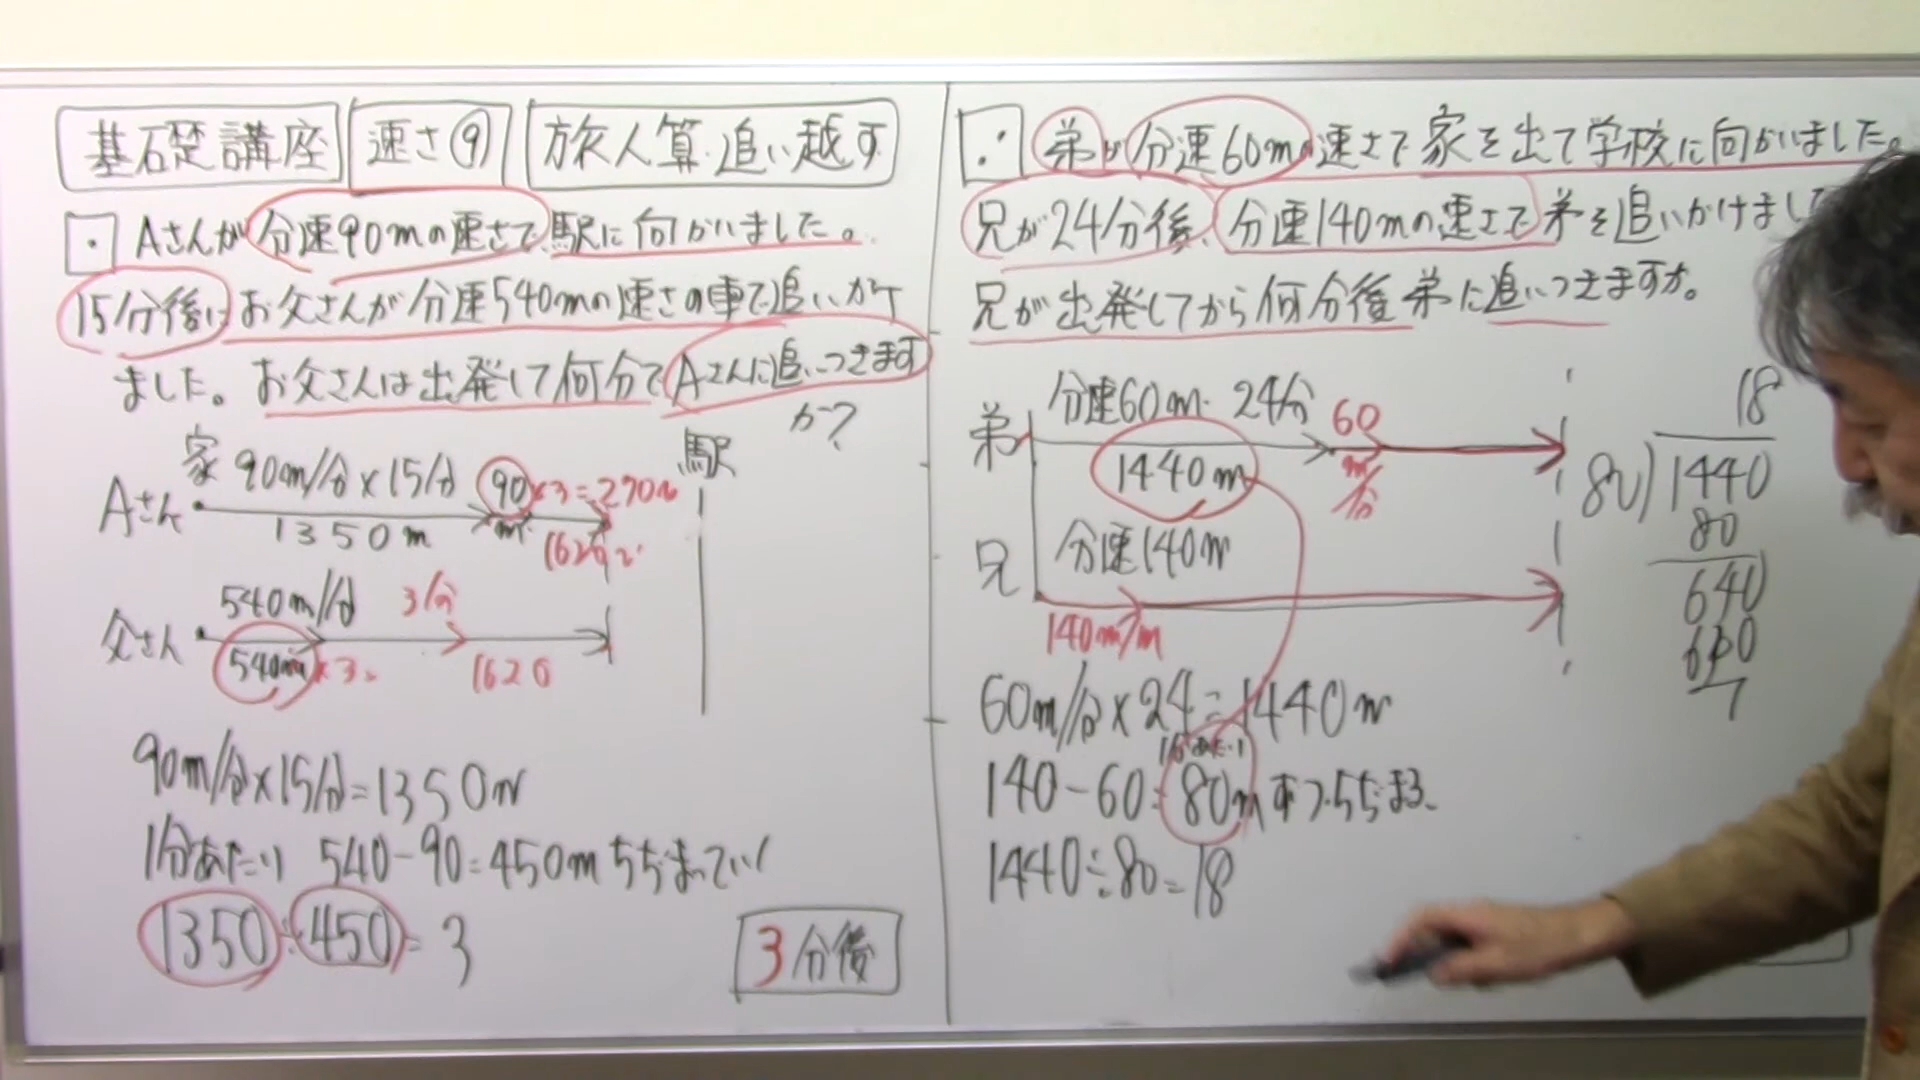 基礎講座 速さ⑨ 旅人算・追い越す
・ Aさんが分速90mの速さで駅に向かいました。
15分後にお父さんが分速540mの速さの車で追いかけ
ました。お父さんは出発して何分でAさんに追いつきます
か?
家 駅
90m/分×15分 90 ×3=270m
Aさん
1350m m 1620
540m/分 3分
父さん
540m ×3= 1620
90m/分×15分=1350m
1分あたり 540-90=450mちぢまっていく
1350÷450=3
3分後
: 弟が分速60mの速さで家を出て学校に向かいました。
兄が24分後、分速140mの速さで弟を追いかけました
兄が出発してから何分後弟に追いつきますか。
分速60m 24分 60
弟
1440m m/分
分速140m
兄
140m/m
60m/分×24=1440m
1分あたり
140-60=80mずつちぢまる
1440÷80=18
18
80)1440
80
640
640